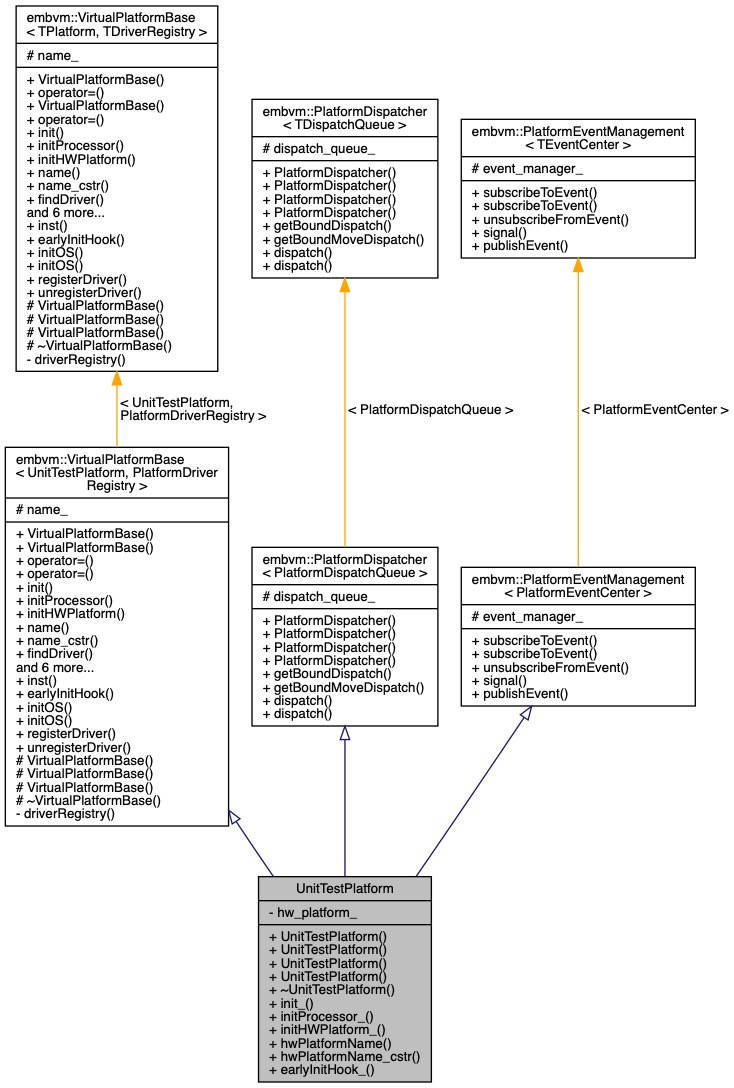 embvm::VirtualPlatformBase
< TPlatform, TDriverRegistry >
# name_
+ VirtualPlatformBase()
+ operator=()
+ VirtualPlatformBase()
+ operator=()
+ init()
+ initProcessor()
+ initHWPlatform()
+ name()
+ name_cstr()
+ findDriver()
and 6 more...
+ inst()
+ earlyInitHook()
+ initOS()
+ initOS()
+ registerDriver()
+ unregisterDriver()
# VirtualPlatformBase()
# VirtualPlatformBase()
# VirtualPlatformBase()
# ~VirtualPlatformBase()
- driverRegistry()
embvm::PlatformDispatcher
< TDispatchQueue >
# dispatch_queue_
+ PlatformDispatcher()
+ PlatformDispatcher()
+ PlatformDispatcher()
+ PlatformDispatcher()
+ getBoundDispatch()
+ getBoundMoveDispatch()
+ dispatch()
+ dispatch()
embvm::PlatformEventManagement
< TEventCenter >
# event_manager_
+ subscribeToEvent()
+ subscribeToEvent()
+ unsubscribeFromEvent()
+ signal()
+ publishEvent()
< UnitTestPlatform,
PlatformDriverRegistry >
< PlatformDispatchQueue >
< PlatformEventCenter >
embvm::VirtualPlatformBase
< UnitTestPlatform, PlatformDriver
Registry >
# name_
+ VirtualPlatformBase()
+ VirtualPlatformBase()
+ operator=()
+ operator=()
+ init()
+ initProcessor()
+ initHWPlatform()
+ name()
+ name_cstr()
+ findDriver()
and 6 more...
+ inst()
+ earlyInitHook()
+ initOS()
+ initOS()
+ registerDriver()
+ unregisterDriver()
# VirtualPlatformBase()
# VirtualPlatformBase()
# VirtualPlatformBase()
# ~VirtualPlatformBase()
- driverRegistry()
embvm::PlatformDispatcher
< PlatformDispatchQueue >
# dispatch_queue_
+ PlatformDispatcher()
+ PlatformDispatcher()
+ PlatformDispatcher()
+ PlatformDispatcher()
+ getBoundDispatch()
+ getBoundMoveDispatch()
+ dispatch()
+ dispatch()
embvm::PlatformEventManagement
< PlatformEventCenter >
# event_manager_
+ subscribeToEvent()
+ subscribeToEvent()
+ unsubscribeFromEvent()
+ signal()
+ publishEvent()
UnitTestPlatform
- hw_platform_
+ UnitTestPlatform()
+ UnitTestPlatform()
+ UnitTestPlatform()
+ UnitTestPlatform()
+ ~UnitTestPlatform()
+ init_()
+ initProcessor_()
+ initHWPlatform_()
+ hwPlatformName()
+ hwPlatformName_cstr()
+ earlyInitHook_()